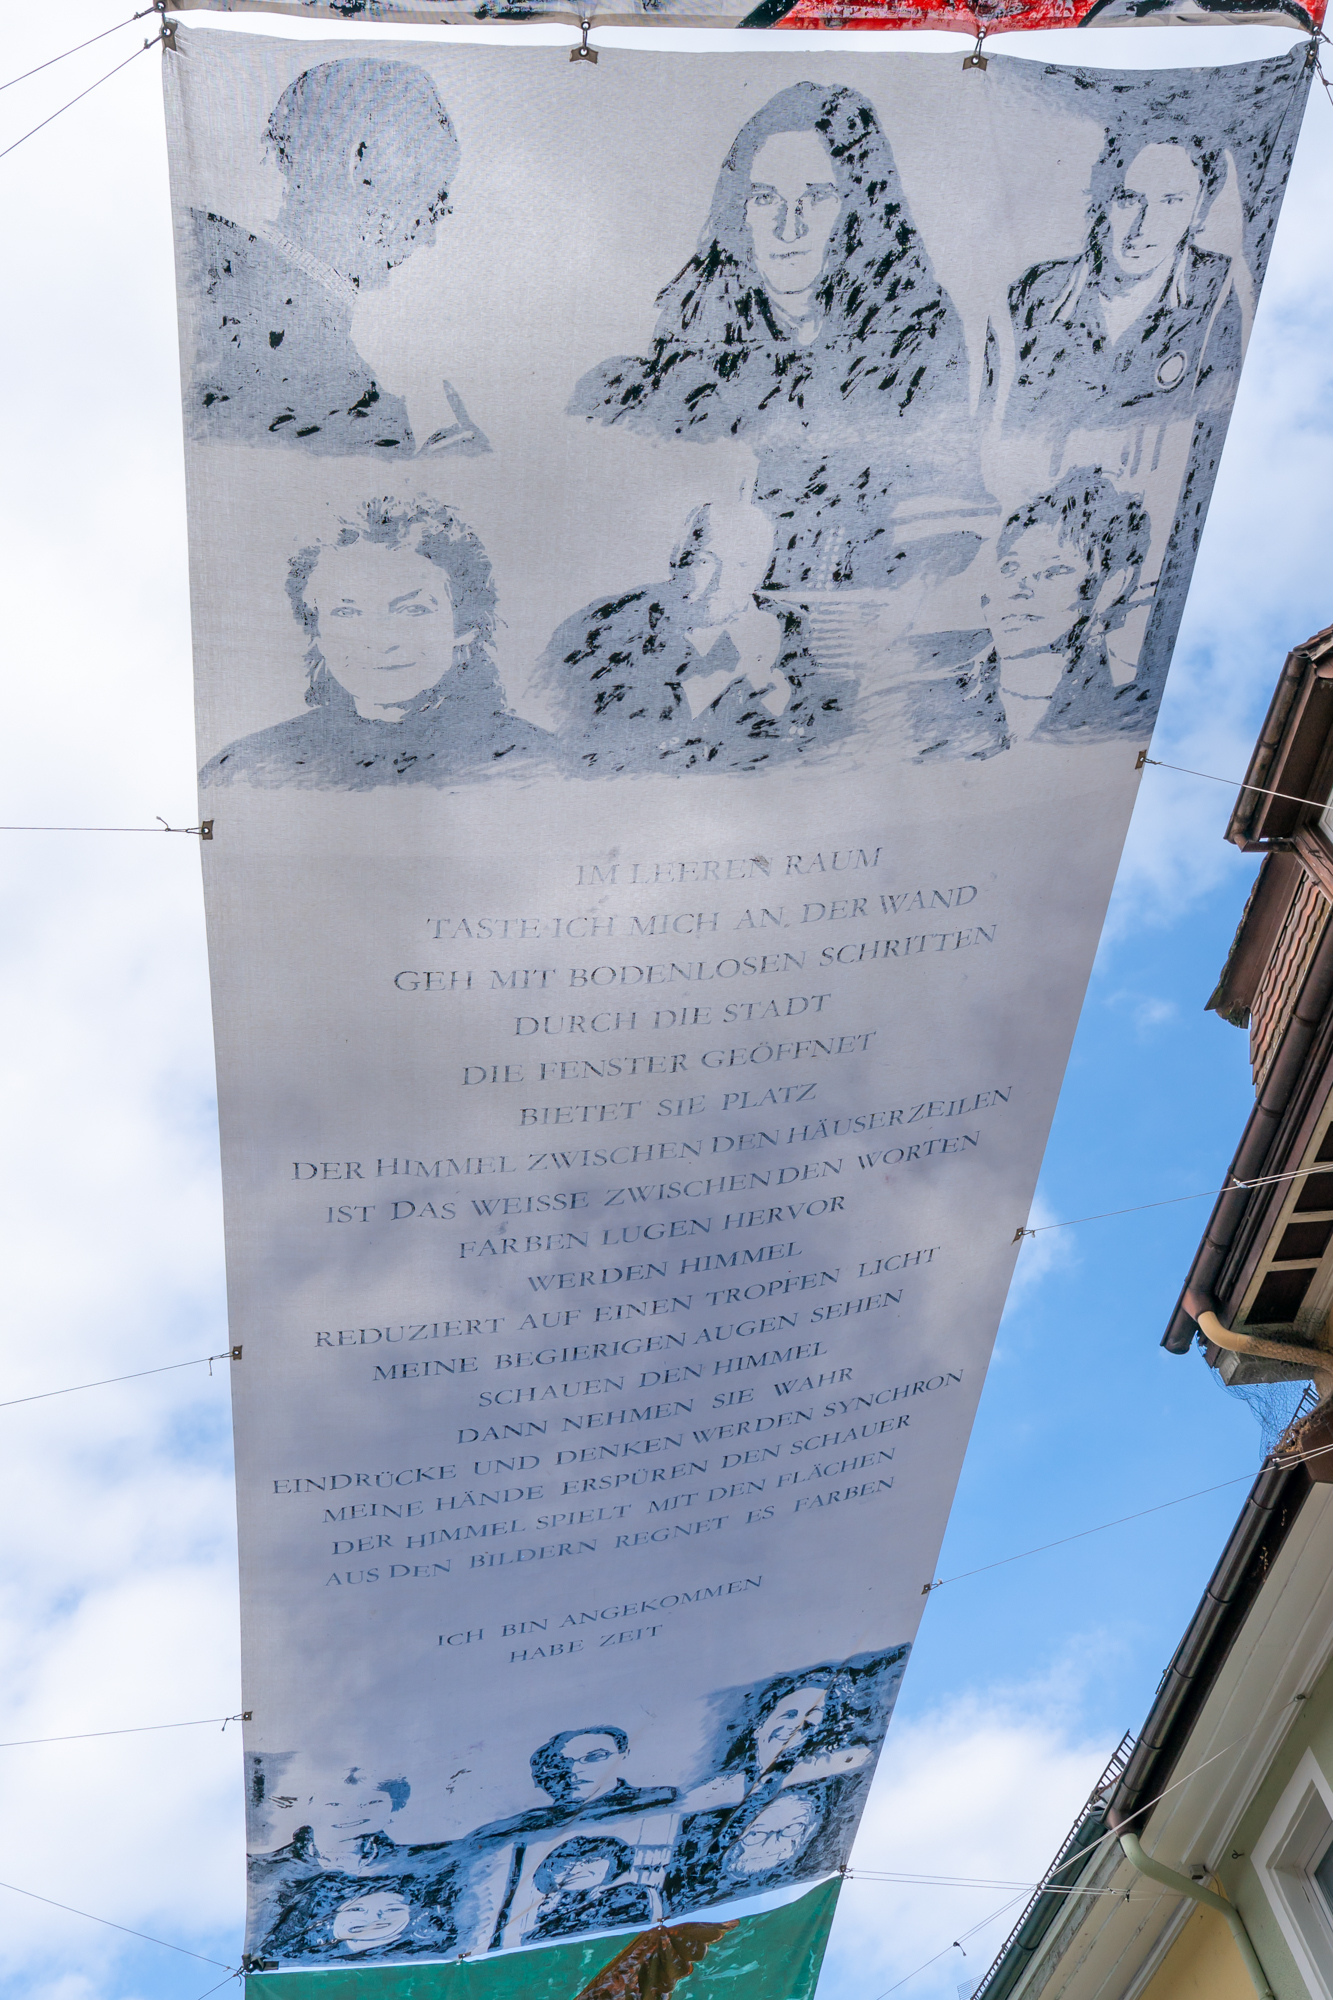 IM LEEREN RAUM
TASTE ICH MICH AN DER WAND
GEH MIT BODENLOSEN SCHRITTEN
DURCH DIE STADT
DIE FENSTER GEÖFFNET
BIETET SIE PLATZ
DER HIMMEL ZWISCHEN DEN HÄUSERZEILEN
IST DAS WEISSE ZWISCHEN DEN WORTEN
FARBEN LUGEN HERVOR
WERDEN HIMMEL
REDUZIERT AUF EINEN TROPFEN LICHT
MEINE BEGIERIGEN AUGEN SEHEN
SCHAUEN DEN HIMMEL
DANN NEHMEN SIE WAHR
EINDRÜCKE UND DENKEN WERDEN SYNCHRON
MEINE HÄNDE ERSPÜREN DEN SCHAUER
DER HIMMEL SPIELT MIT DEN FLÄCHEN
AUS DEN BILDERN REGNET ES FARBEN
ICH BIN ANGEKOMMEN
HABE ZEIT